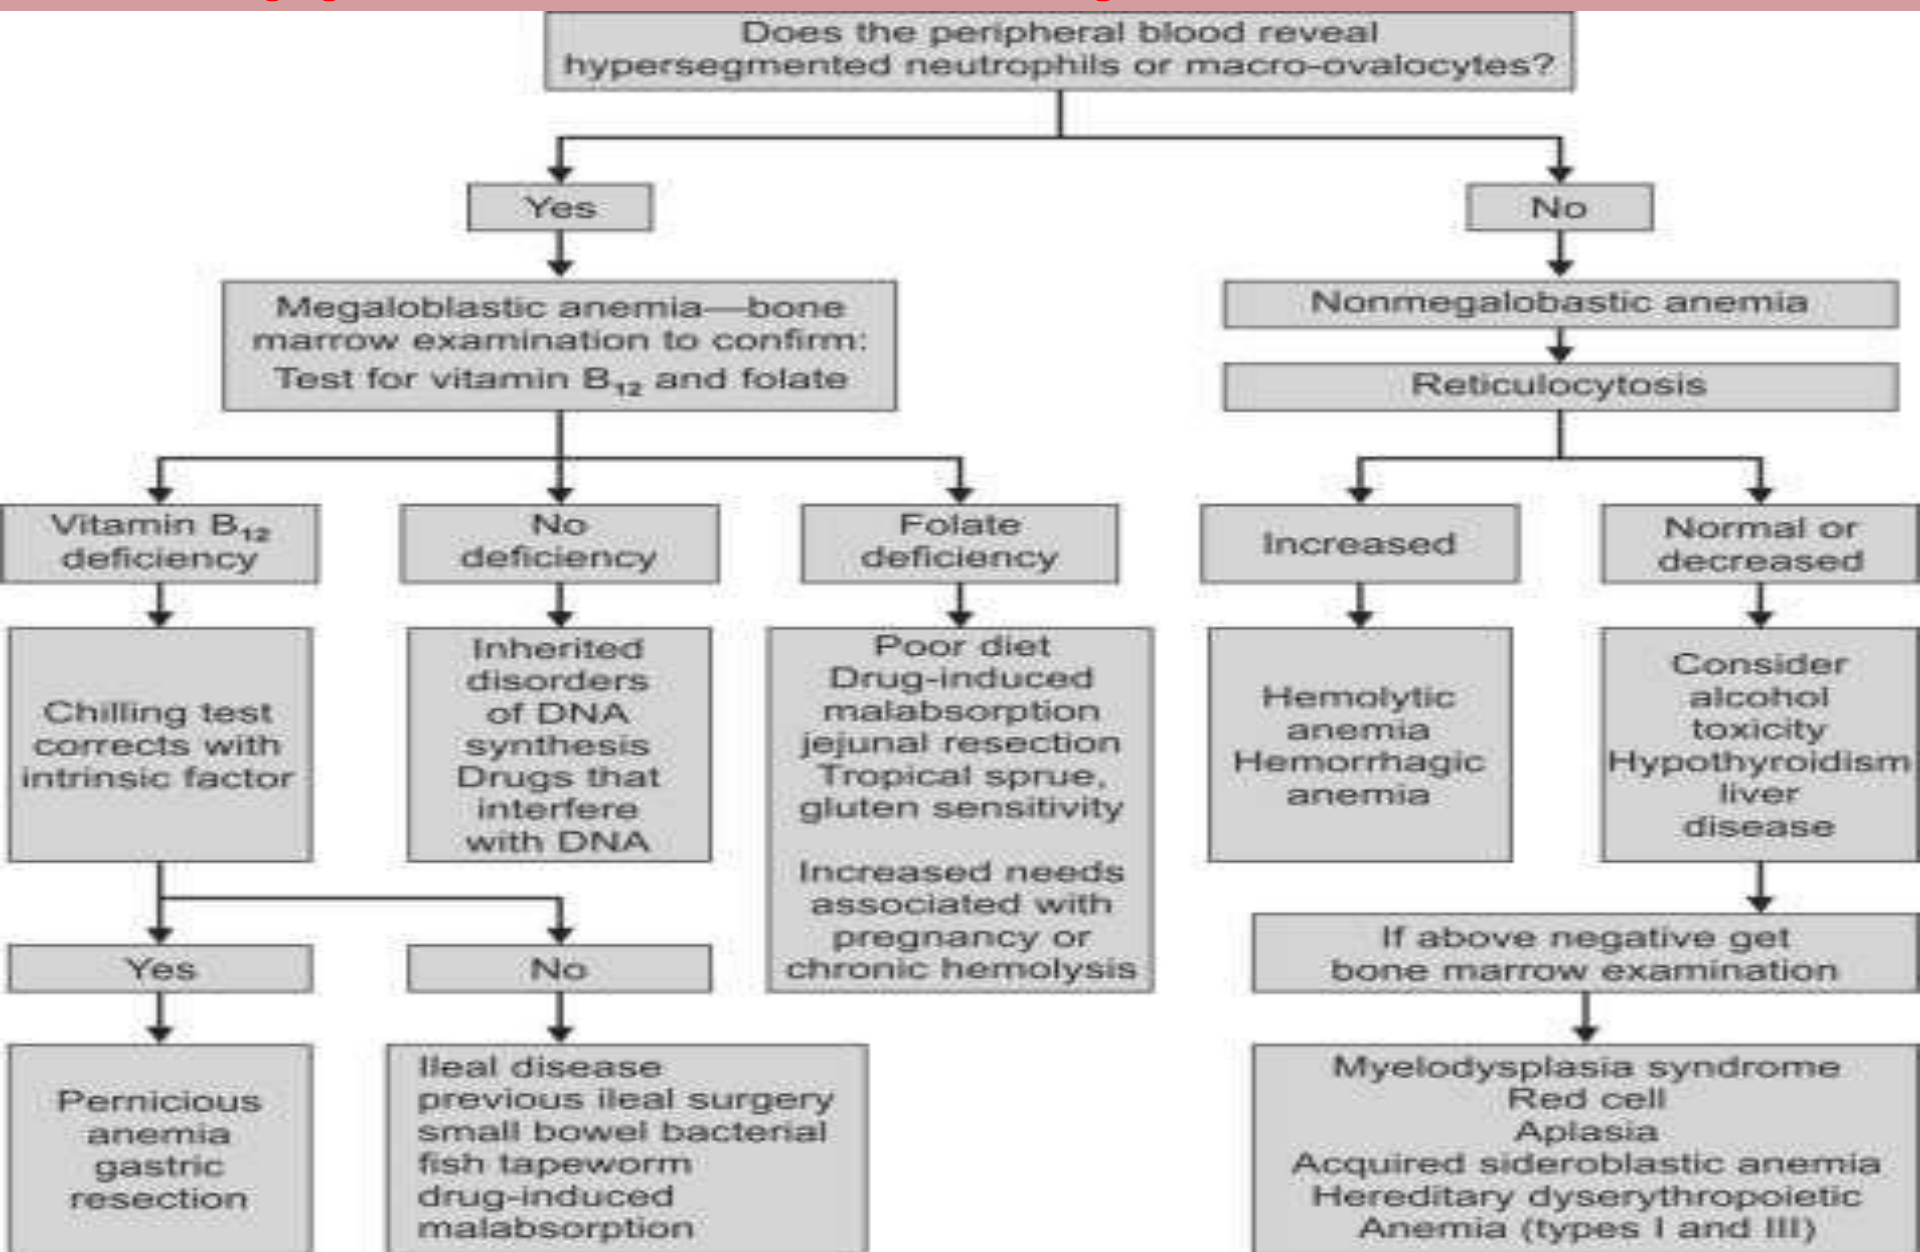 Does the peripheral blood reveal
hypersegmented neutrophils or macro-ovalocytes?
Yes
No
Megaloblastic anemia—bone
marrow examination to confirm:
Test for vitamin B12 and folate
Nonmegalobastic anemia
Reticulocytosis
Vitamin B12
deficiency
No
deficiency
Folate
deficiency
Increased
Normal or
decreased
Chilling test
corrects with
intrinsic factor
Inherited
disorders
of DNA
synthesis
Drugs that
interfere
with DNA
Poor diet
Drug-induced
malabsorption
jejunal resection
Tropical sprue,
gluten sensitivity
Increased needs
associated with
pregnancy or
chronic hemolysis
Hemolytic
anemia
Hemorrhagic
anemia
Consider
alcohol
toxicity
Hypothyroidism
liver
disease
Yes
No
If above negative get
bone marrow examination
Pernicious
anemia
gastric
resection
Ileal disease
previous ileal surgery
small bowel bacterial
fish tapeworm
drug-induced
malabsorption
Myelodysplasia syndrome
Red cell
Aplasia
Acquired sideroblastic anemia
Hereditary dyserythropoietic
Anemia (types I and III)